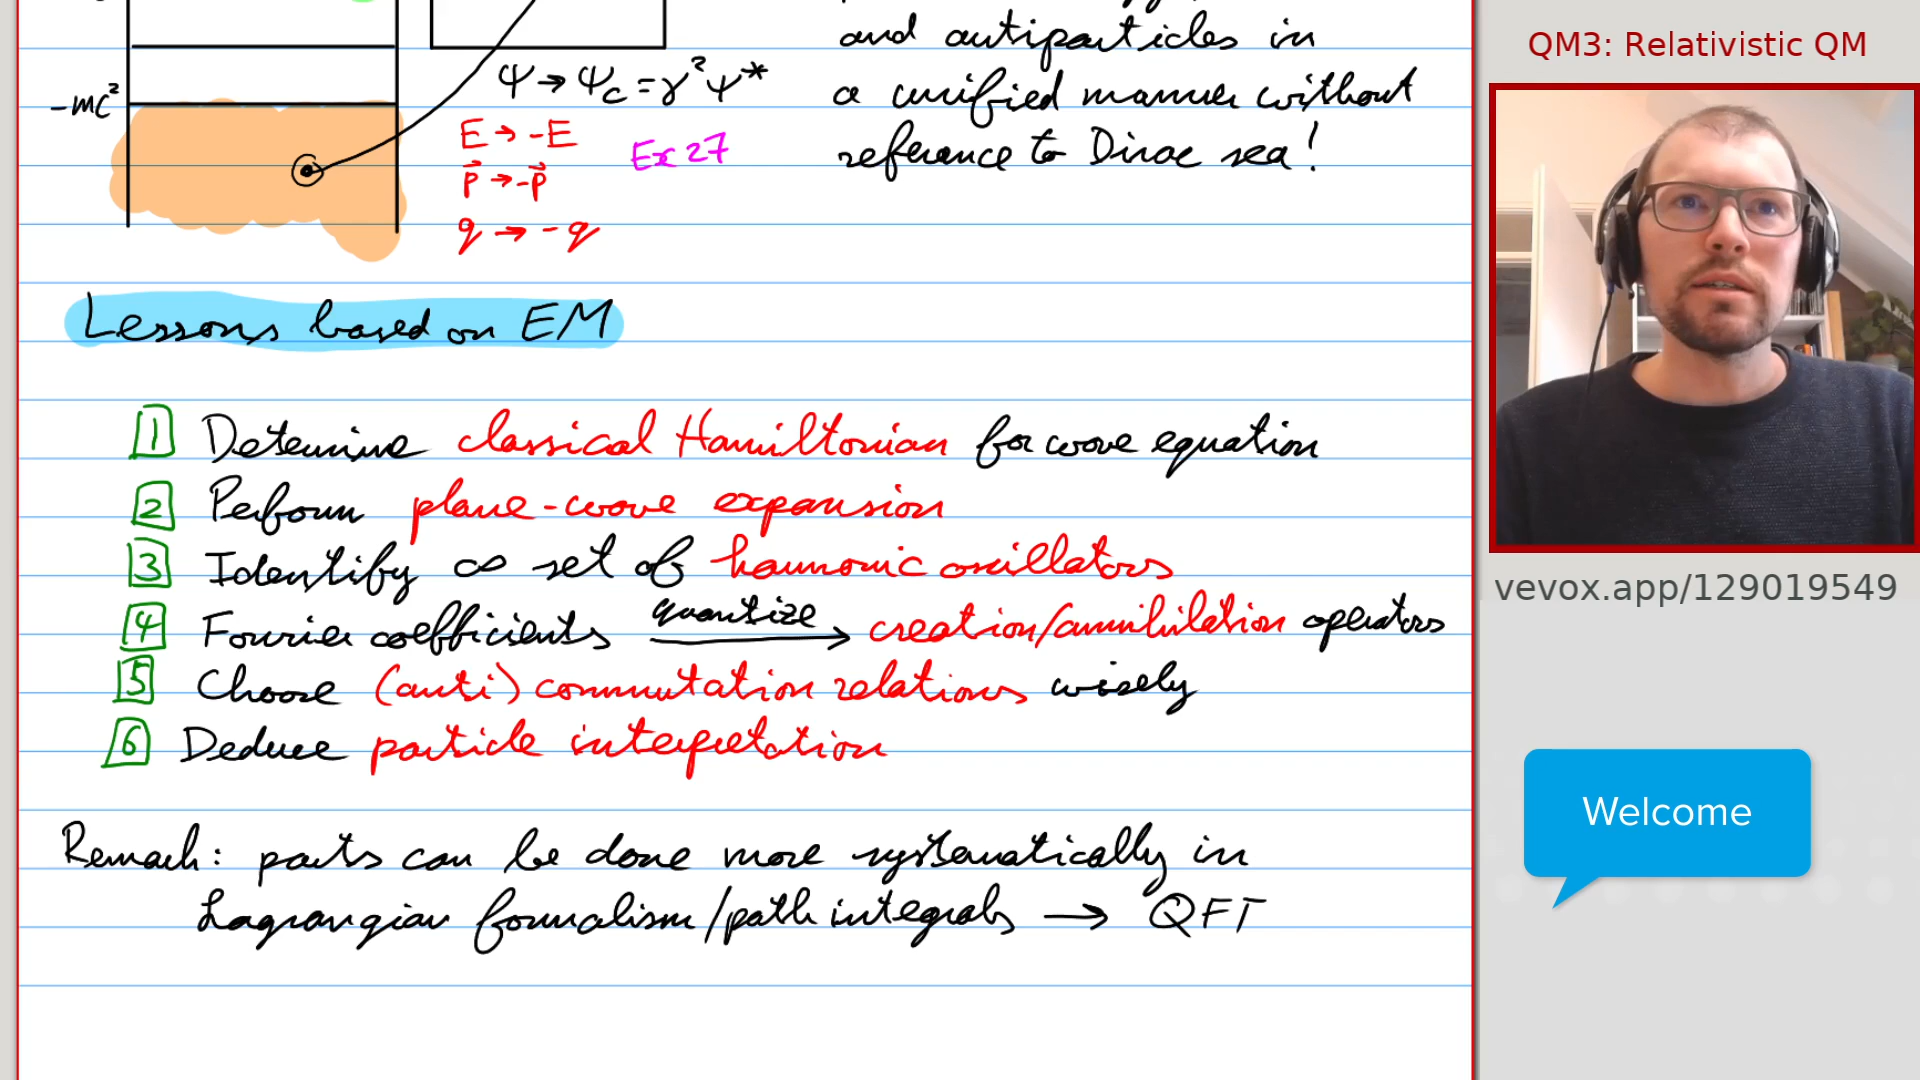 and antiparticles in
-mc² ψ → ψ_c = γ²ψ* a unified manner without
E → -E Ex 27 reference to Dirac sea!
p⃗ → -p⃗
q → -q
Lessons based on EM
1 Determine classical Hamiltonian for wave equation
2 Perform plane-wave expansion
3 Identify ∞ set of harmonic oscillators
4 Fourier coefficients quantize → creation/annihilation operators
5 Choose (anti) commutation relations wisely
6 Deduce particle interpretation
Remark: parts can be done more systematically in
Lagrangian formalism/path integrals → QFT
QM3: Relativistic QM
vevox.app/129019549
Welcome